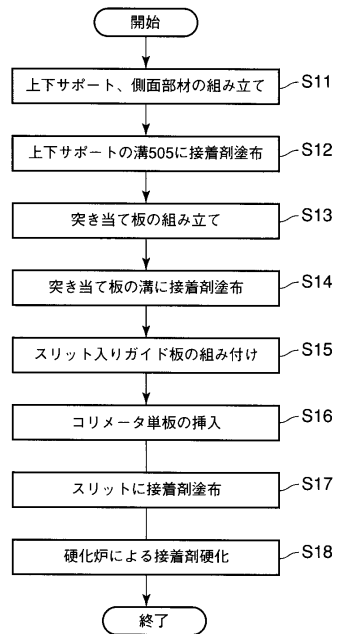 開始
上下サポート、側面部材の組み立て S11
上下サポートの溝505に接着剤塗布 S12
突き当て板の組み立て S13
突き当て板の溝に接着剤塗布 S14
スリット入りガイド板の組み付け S15
コリメータ単板の挿入 S16
スリットに接着剤塗布 S17
硬化炉による接着剤硬化 S18
終了